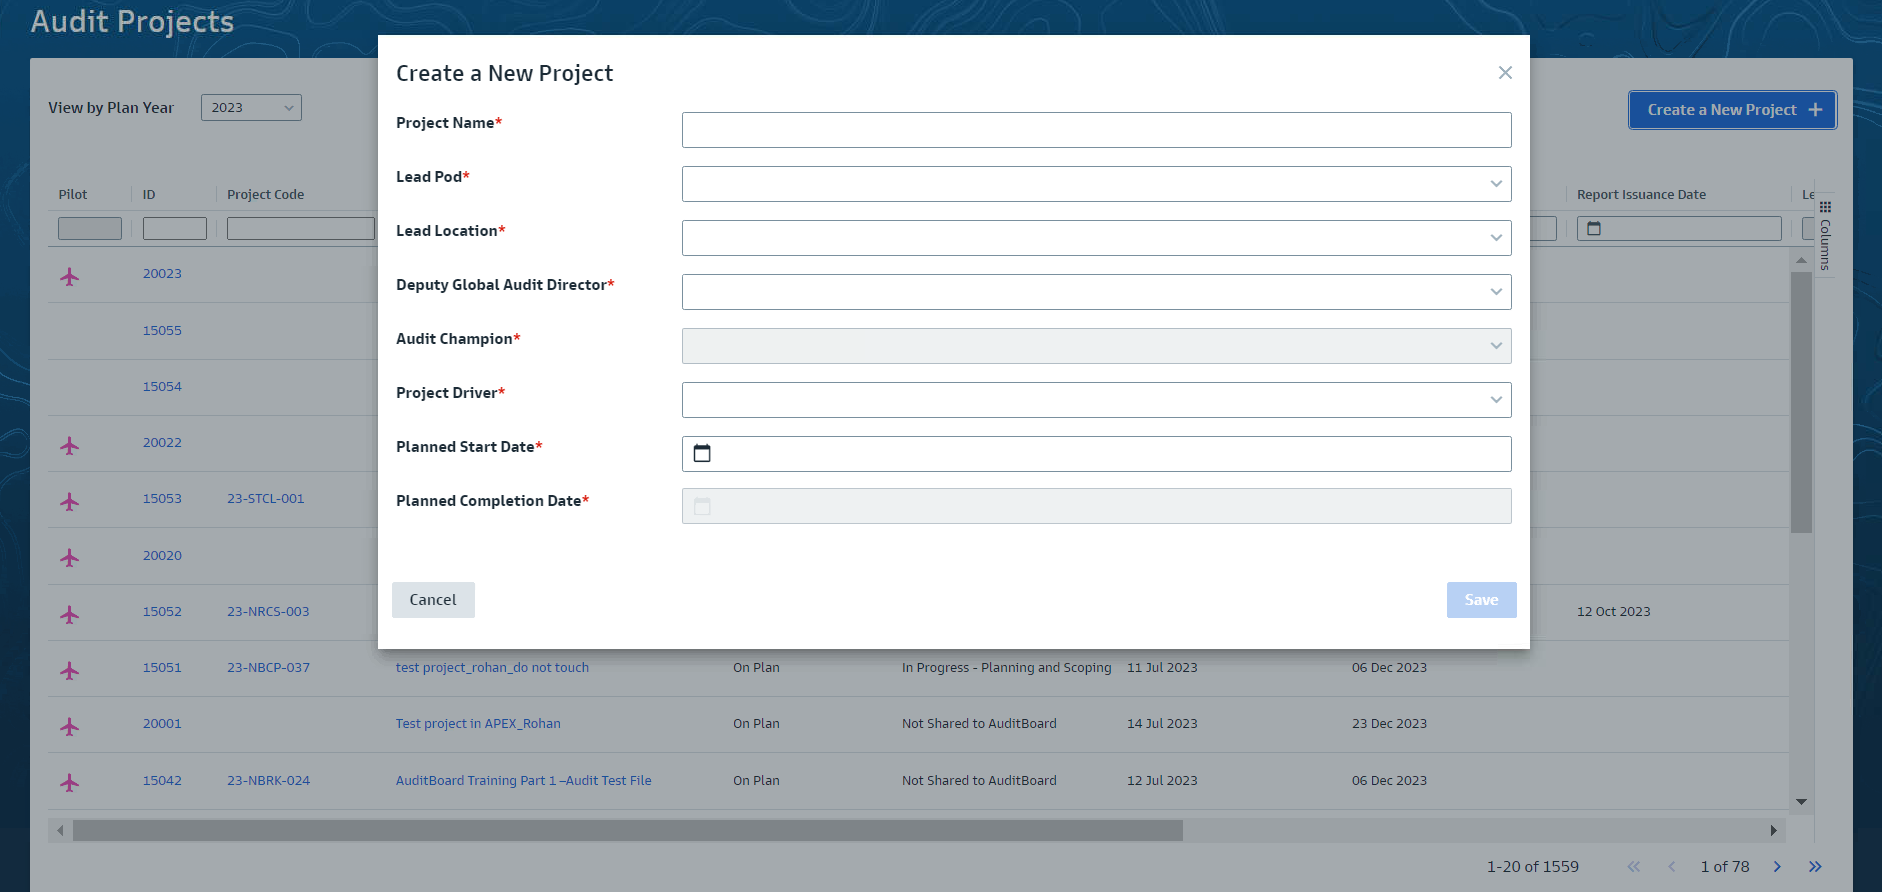 Audit Projects
Create a New Project
View by Plan Year 2023
Create a New Project
Project Name*
Lead Pod*
Pilot ID Project Code
Report Issuance Date Le
Columns
Lead Location*
20023
Deputy Global Audit Director*
15055
Audit Champion*
15054
Project Driver*
20022
Planned Start Date*
15053 23-STCL-001
Planned Completion Date*
20020
Cancel Save
15052 23-NRCS-003 12 Oct 2023
15051 23-NBCP-037 test project_rohan_do not touch On Plan In Progress - Planning and Scoping 11 Jul 2023 06 Dec 2023
20001 Test project in APEX_Rohan On Plan Not Shared to AuditBoard 14 Jul 2023 23 Dec 2023
15042 23-NBRK-024 AuditBoard Training Part 1 –Audit Test File On Plan Not Shared to AuditBoard 12 Jul 2023 06 Dec 2023
1-20 of 1559 1 of 78